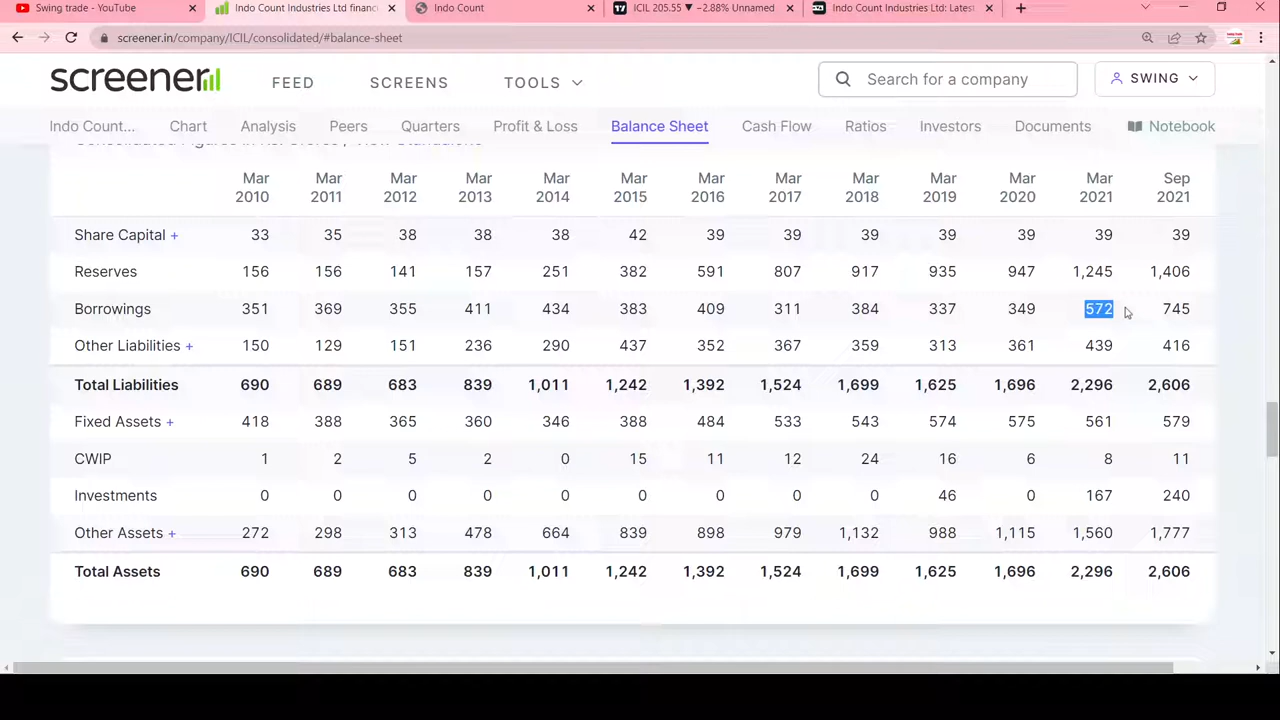 Swing trade - YouTube
Indo Count Industries Ltd financi
Indo Count
ICIL 205.55 ▼ −2.88% Unnamed
Indo Count Industries Ltd: Latest
screener.in/company/ICIL/consolidated/#balance-sheet
screener
FEED SCREENS TOOLS
Search for a company
SWING
Indo Count... Chart Analysis Peers Quarters Profit & Loss Balance Sheet Cash Flow Ratios Investors Documents Notebook
Consolidated Figures in Rs. Crores / View Standalone
Mar Mar Mar Mar Mar Mar Mar Mar Mar Mar Mar Mar Sep
2010 2011 2012 2013 2014 2015 2016 2017 2018 2019 2020 2021 2021
Share Capital + 33 35 38 38 38 42 39 39 39 39 39 39 39
Reserves 156 156 141 157 251 382 591 807 917 935 947 1,245 1,406
Borrowings 351 369 355 411 434 383 409 311 384 337 349 572 745
Other Liabilities + 150 129 151 236 290 437 352 367 359 313 361 439 416
Total Liabilities 690 689 683 839 1,011 1,242 1,392 1,524 1,699 1,625 1,696 2,296 2,606
Fixed Assets + 418 388 365 360 346 388 484 533 543 574 575 561 579
CWIP 1 2 5 2 0 15 11 12 24 16 6 8 11
Investments 0 0 0 0 0 0 0 0 0 46 0 167 240
Other Assets + 272 298 313 478 664 839 898 979 1,132 988 1,115 1,560 1,777
Total Assets 690 689 683 839 1,011 1,242 1,392 1,524 1,699 1,625 1,696 2,296 2,606